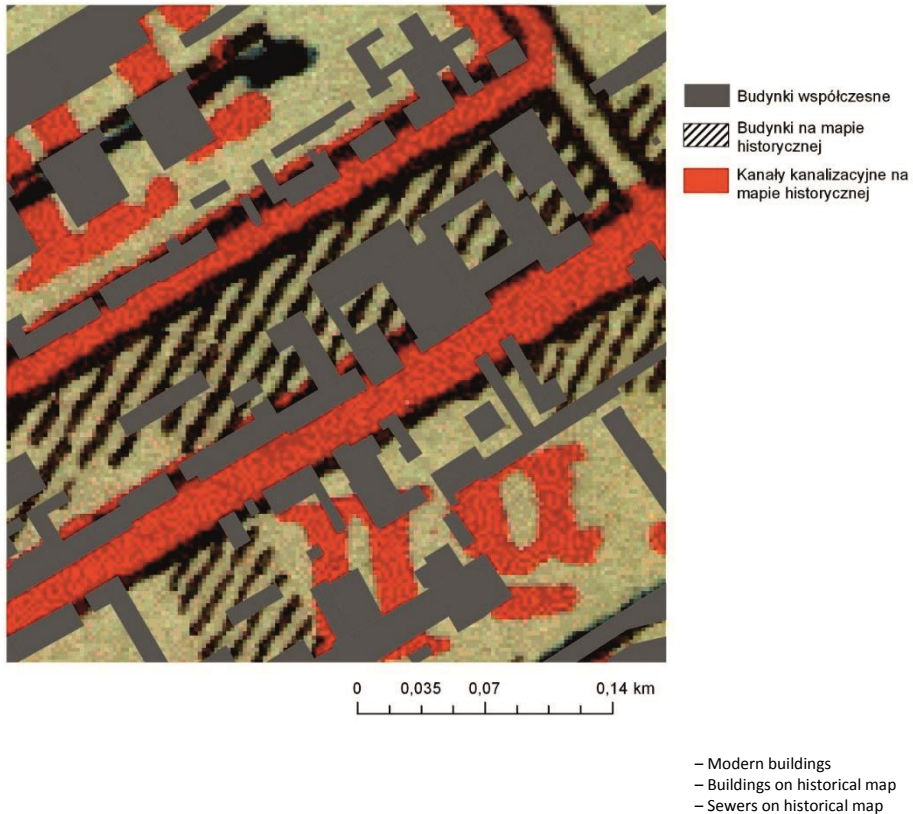 Budynki współczesne
Budynki na mapie
historycznej
Kanały kanalizacyjne na
mapie historycznej
0 0,035 0,07 0,14 km
– Modern buildings
– Buildings on historical map
– Sewers on historical map